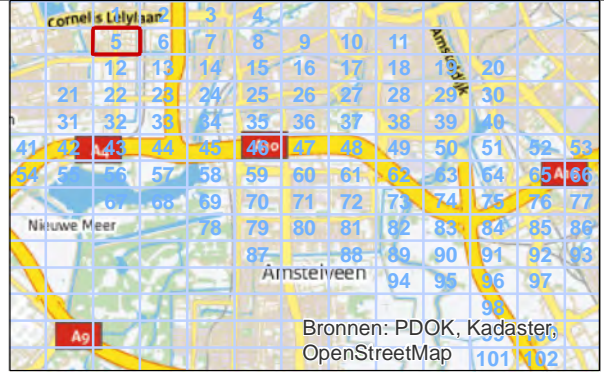 Cornelis Lelylaan 1 2 3 4
5 6 7 8 9 10 11
Amsteldijk
12 13 14 15 16 17 18 19 20
21 22 23 24 25 26 27 28 29 30
31 32 33 34 35 36 37 38 39 40
41 42 43 44 45 46 47 48 49 50 51 52 53
54 55 56 57 58 59 60 61 62 63 64 65 66
67 68 69 70 71 72 73 74 75 76 77
Nieuwe Meer 78 79 80 81 82 83 84 85 86
87 88 89 90 91 92 93
Amstelveen 94 95 96 97
98
A9 Bronnen: PDOK, Kadaster,
OpenStreetMap
101 102